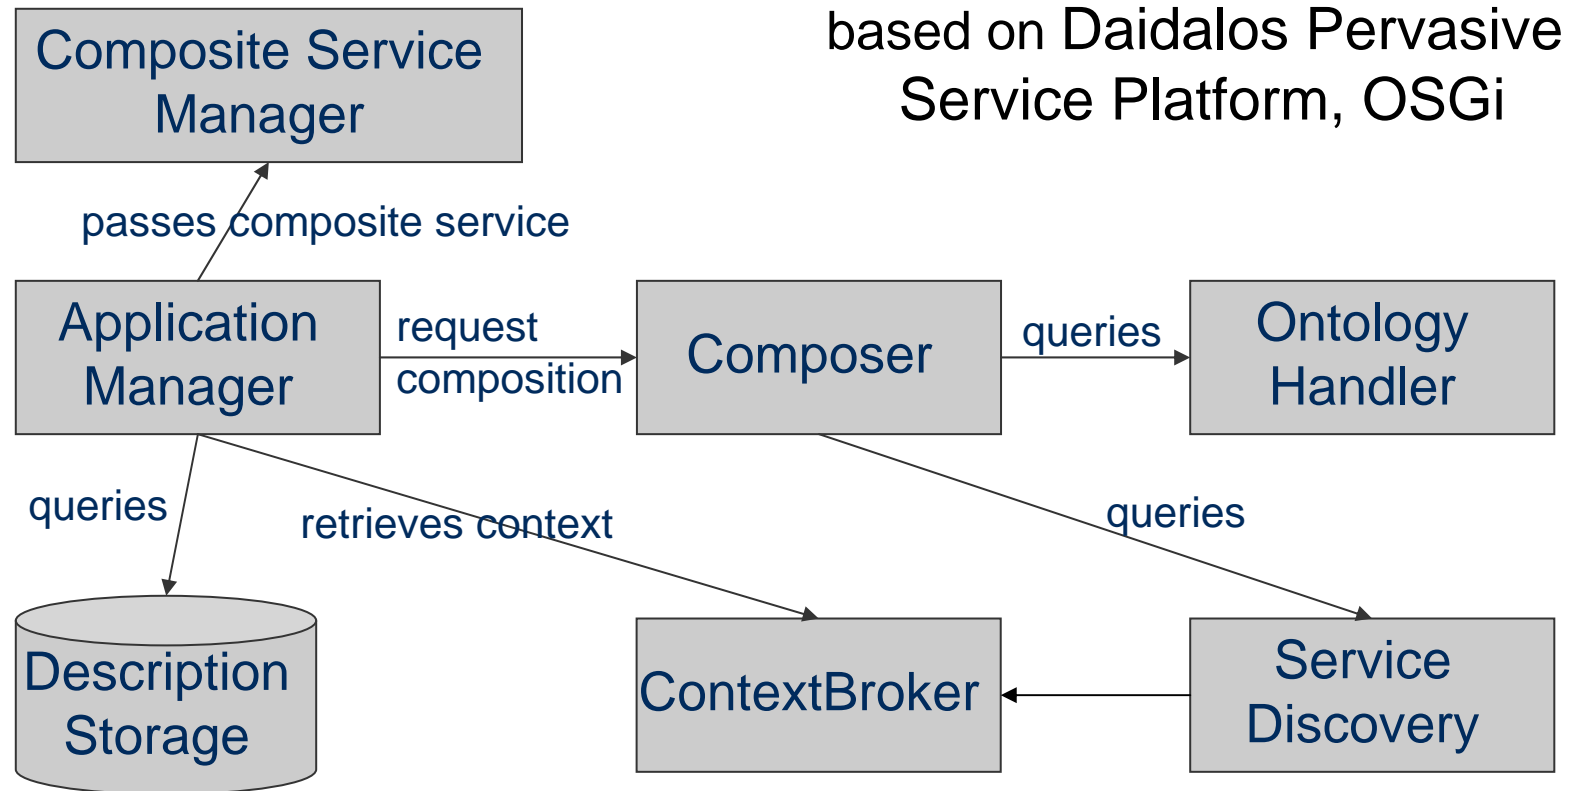 based on Daidalos Pervasive
Service Platform, OSGi
Composite Service
Manager
passes composite service
Application
Manager
request
composition
Composer
queries
Ontology
Handler
queries
retrieves context
queries
Description
Storage
ContextBroker
Service
Discovery